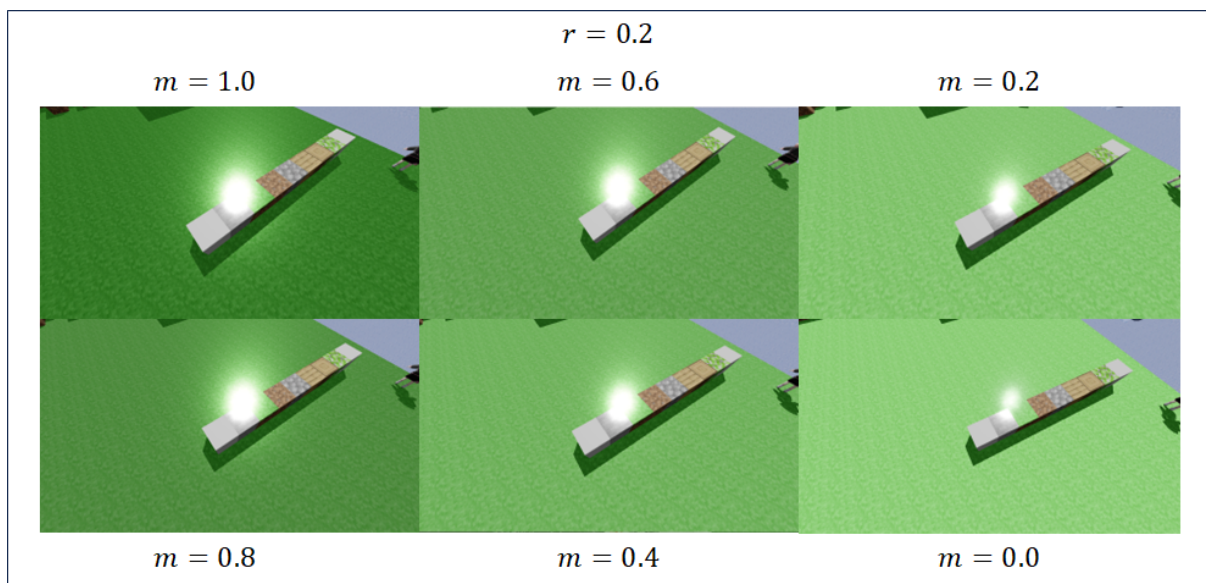 r = 0.2
m = 1.0
m = 0.6
m = 0.2
m = 0.8
m = 0.4
m = 0.0